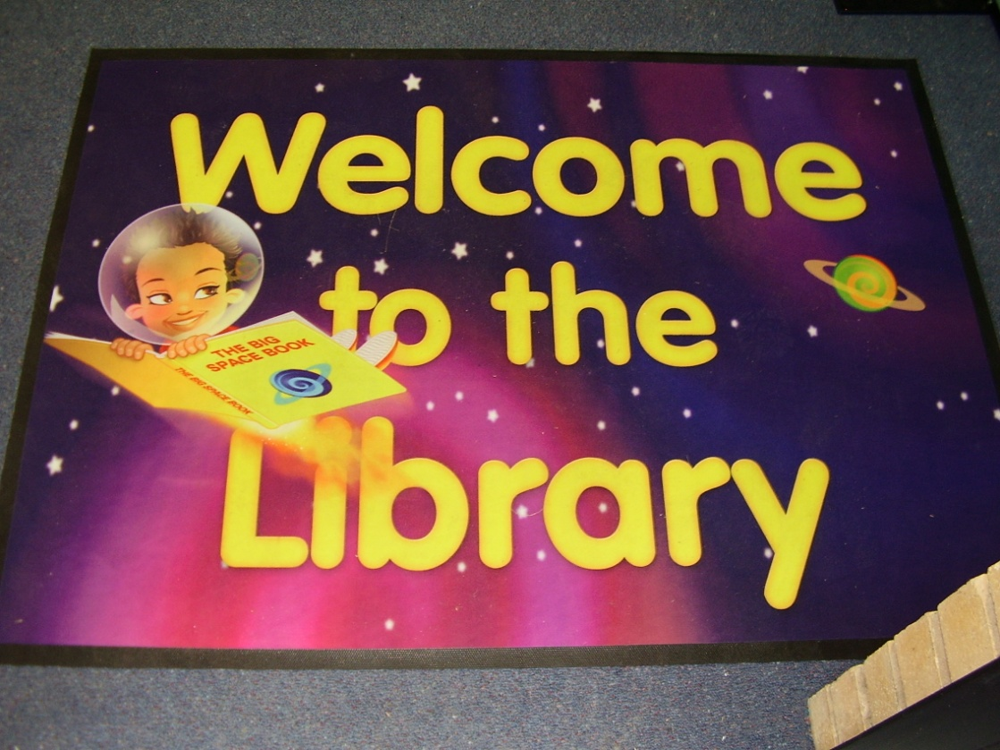 Welcome
to the
Library
THE BIG
SPACE BOOK
THE BIG SPACE BOOK